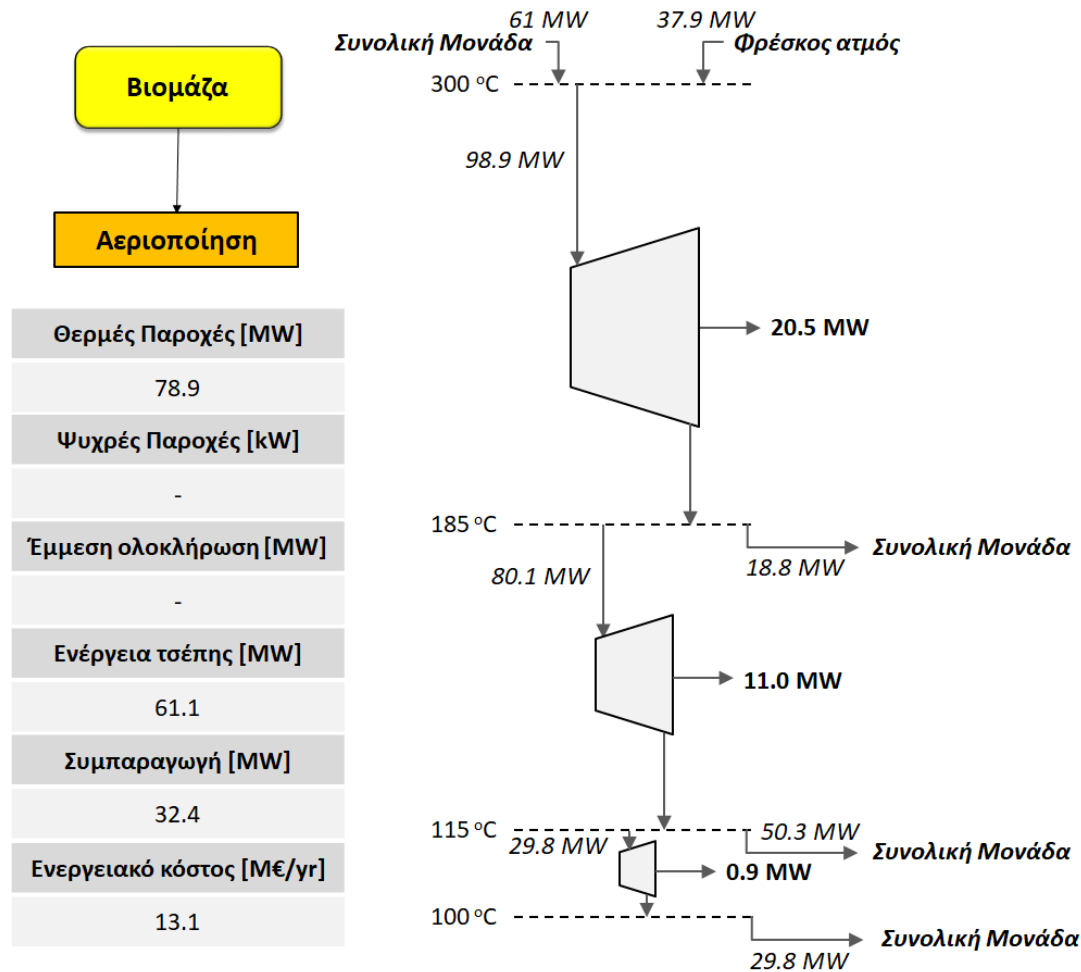 Βιομάζα
Αεριοποίηση
Θερμές Παροχές [MW]
78.9
Ψυχρές Παροχές [kW]
-
Έμμεση ολοκλήρωση [MW]
-
Ενέργεια τσέπης [MW]
61.1
Συμπαραγωγή [MW]
32.4
Ενεργειακό κόστος [M€/yr]
13.1
61 MW
37.9 MW
Συνολική Μονάδα
Φρέσκος ατμός
300 °C
98.9 MW
20.5 MW
185 °C
Συνολική Μονάδα
18.8 MW
80.1 MW
11.0 MW
115 °C
50.3 MW
29.8 MW
Συνολική Μονάδα
0.9 MW
100 °C
Συνολική Μονάδα
29.8 MW